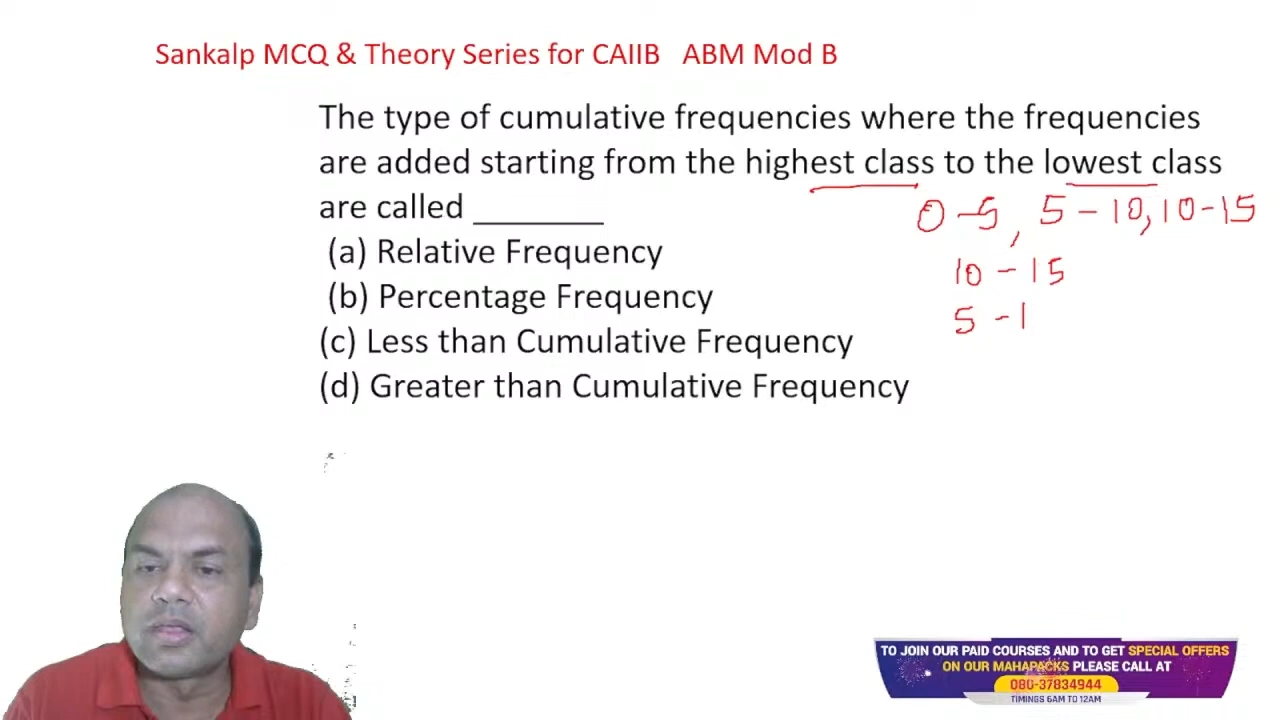 Sankalp MCQ & Theory Series for CAIIB ABM Mod B
The type of cumulative frequencies where the frequencies
are added starting from the highest class to the lowest class
are called _______
0-5, 5-10, 10-15
(a) Relative Frequency
10-15
(b) Percentage Frequency
5-1
(c) Less than Cumulative Frequency
(d) Greater than Cumulative Frequency
TO JOIN OUR PAID COURSES AND TO GET SPECIAL OFFERS
ON OUR MAHAPACKS PLEASE CALL AT
080-37834944
TIMINGS 6AM TO 12AM